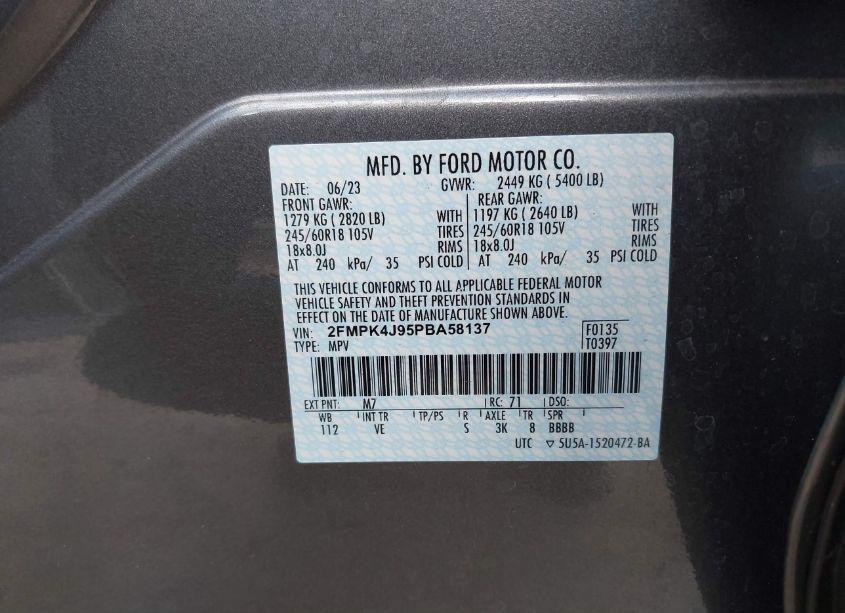 MFD. BY FORD MOTOR CO.
DATE: 06/23 GVWR: 2449 KG ( 5400 LB)
FRONT GAWR: REAR GAWR:
1279 KG ( 2820 LB) WITH 1197 KG ( 2640 LB) WITH
245/60R18 105V TIRES 245/60R18 105V TIRES
18x8.0J RIMS 18x8.0J RIMS
AT 240 kPa/ 35 PSI COLD AT 240 kPa/ 35 PSI COLD
THIS VEHICLE CONFORMS TO ALL APPLICABLE FEDERAL MOTOR
VEHICLE SAFETY AND THEFT PREVENTION STANDARDS IN
EFFECT ON THE DATE OF MANUFACTURE SHOWN ABOVE.
VIN: 2FMPK4J95PBA58137 F0135
TYPE: MPV T0397
EXT PNT: M7 RC: 71 DSO:
WB INT TR TP/PS R AXLE TR SPR
112 VE S 3K 8 BBBB
UTC ▽ 5U5A-1520472-BA